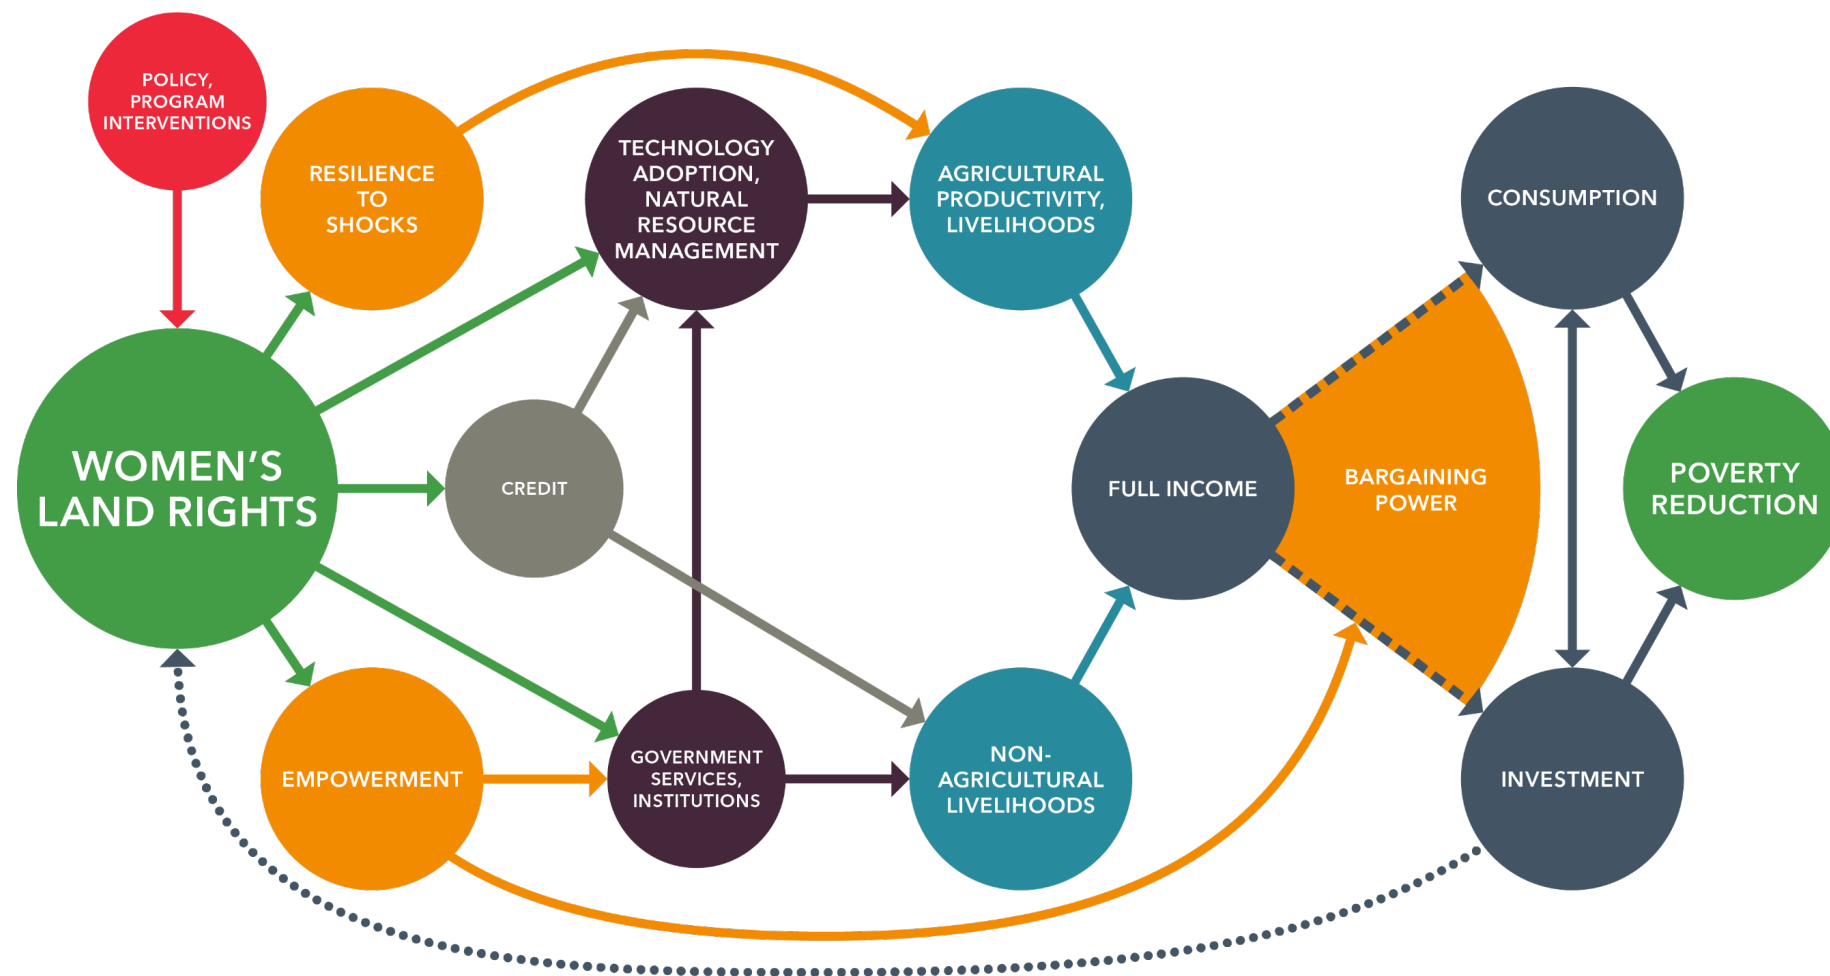 POLICY,
PROGRAM
INTERVENTIONS
RESILIENCE
TO
SHOCKS
TECHNOLOGY
ADOPTION,
NATURAL
RESOURCE
MANAGEMENT
AGRICULTURAL
PRODUCTIVITY,
LIVELIHOODS
CONSUMPTION
WOMEN'S
LAND RIGHTS
CREDIT
FULL INCOME
BARGAINING
POWER
POVERTY
REDUCTION
EMPOWERMENT
GOVERNMENT
SERVICES,
INSTITUTIONS
NON-
AGRICULTURAL
LIVELIHOODS
INVESTMENT